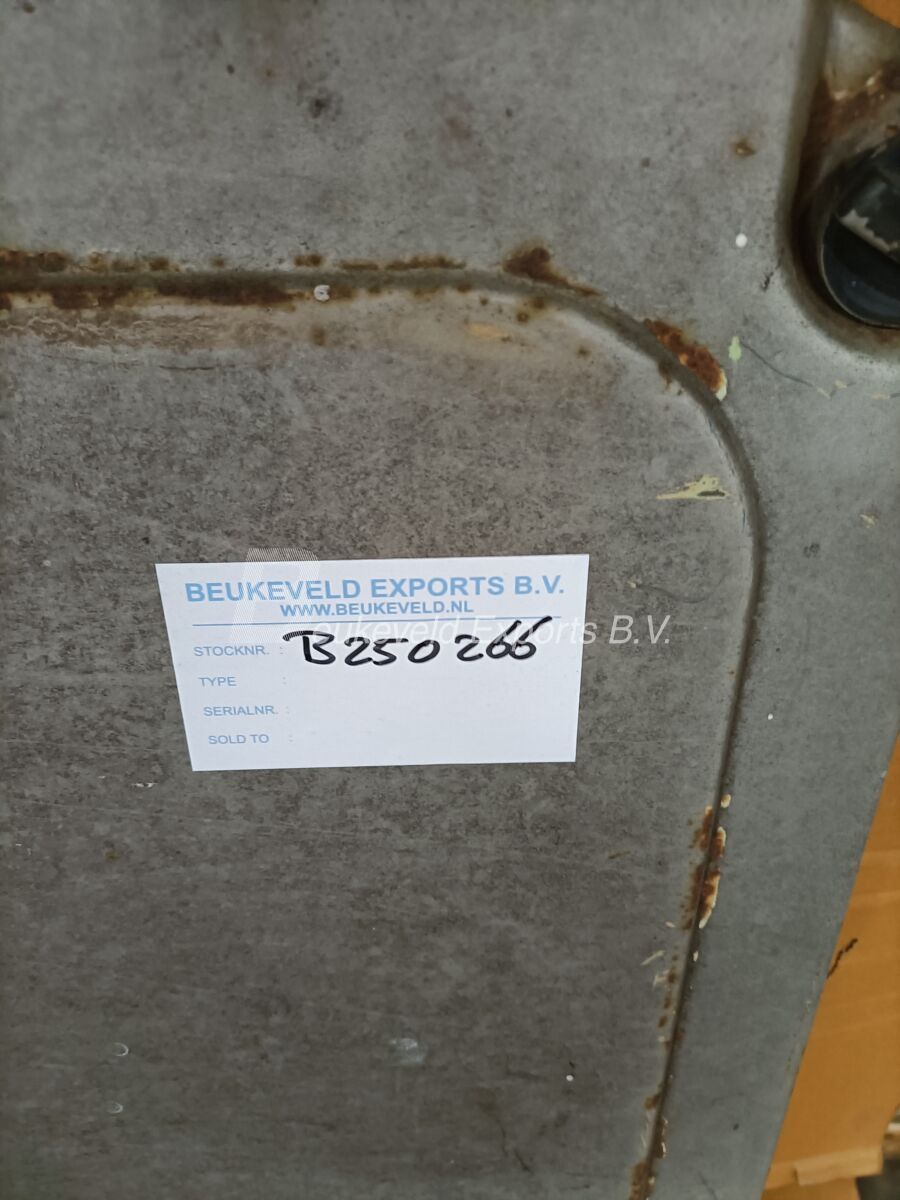 BEUKEVELD EXPORTS B.V.
WWW.BEUKEVELD.NL
Beukeveld Exports B.V.
STOCKNR. : B250266
TYPE :
SERIALNR. :
SOLD TO :